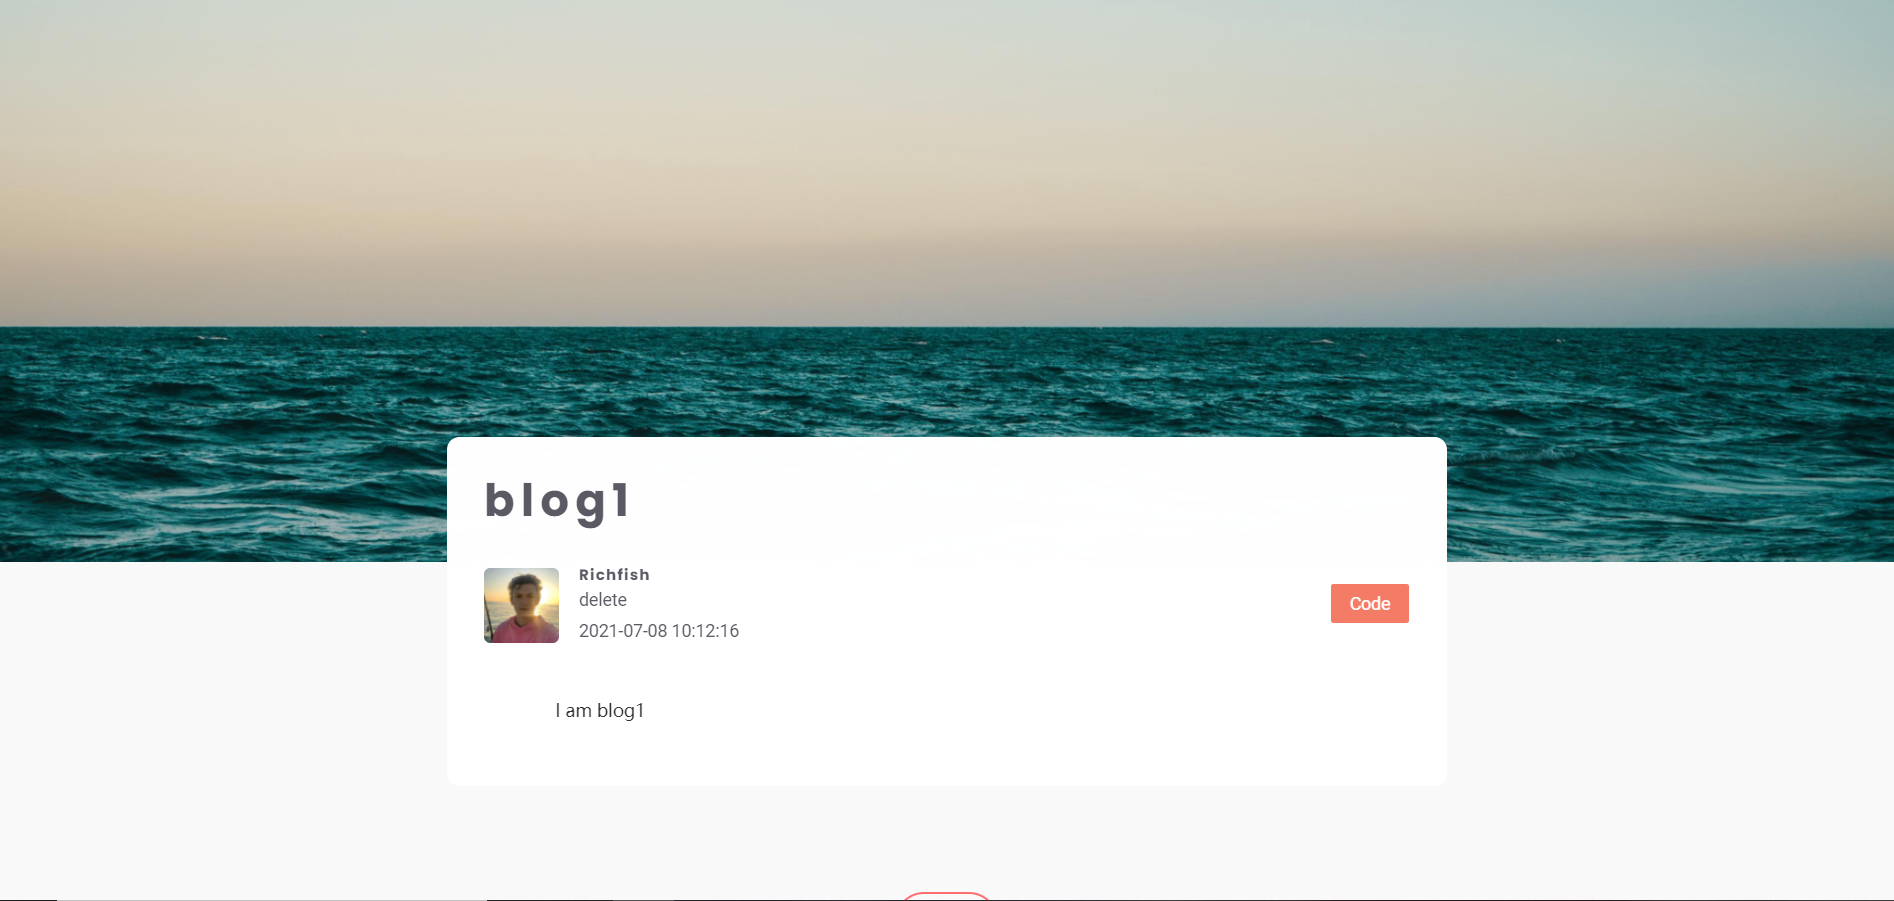 blog1
Richfish
delete
Code
2021-07-08 10:12:16
I am blog1